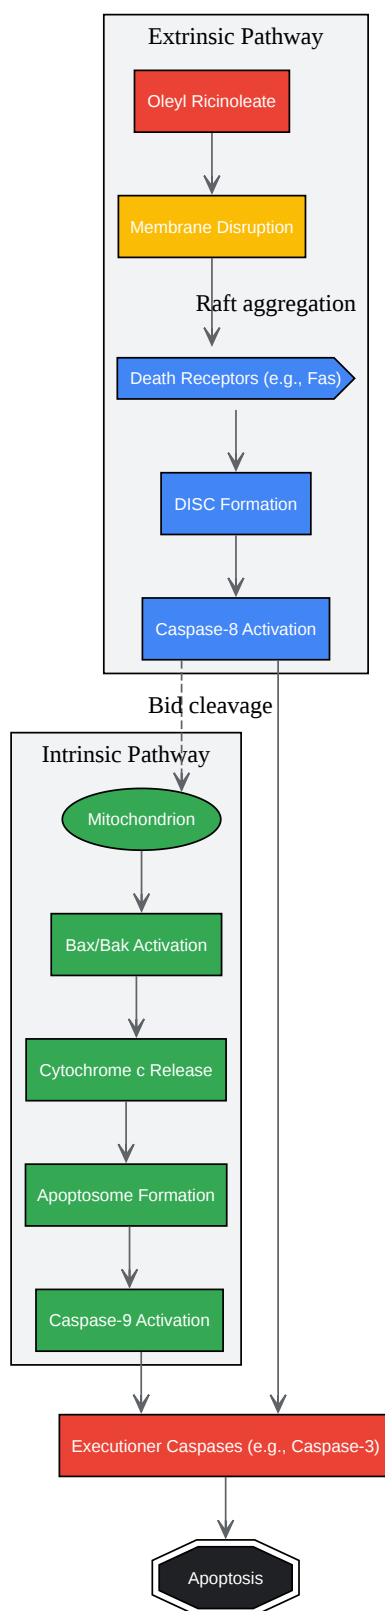 Extrinsic Pathway
Oleyl Ricinoleate
Membrane Disruption
Raft aggregation
Death Receptors (e.g., Fas)
DISC Formation
Caspase-8 Activation
Bid cleavage
Intrinsic Pathway
Mitochondrion
Bax/Bak Activation
Cytochrome c Release
Apoptosome Formation
Caspase-9 Activation
Executioner Caspases (e.g., Caspase-3)
Apoptosis